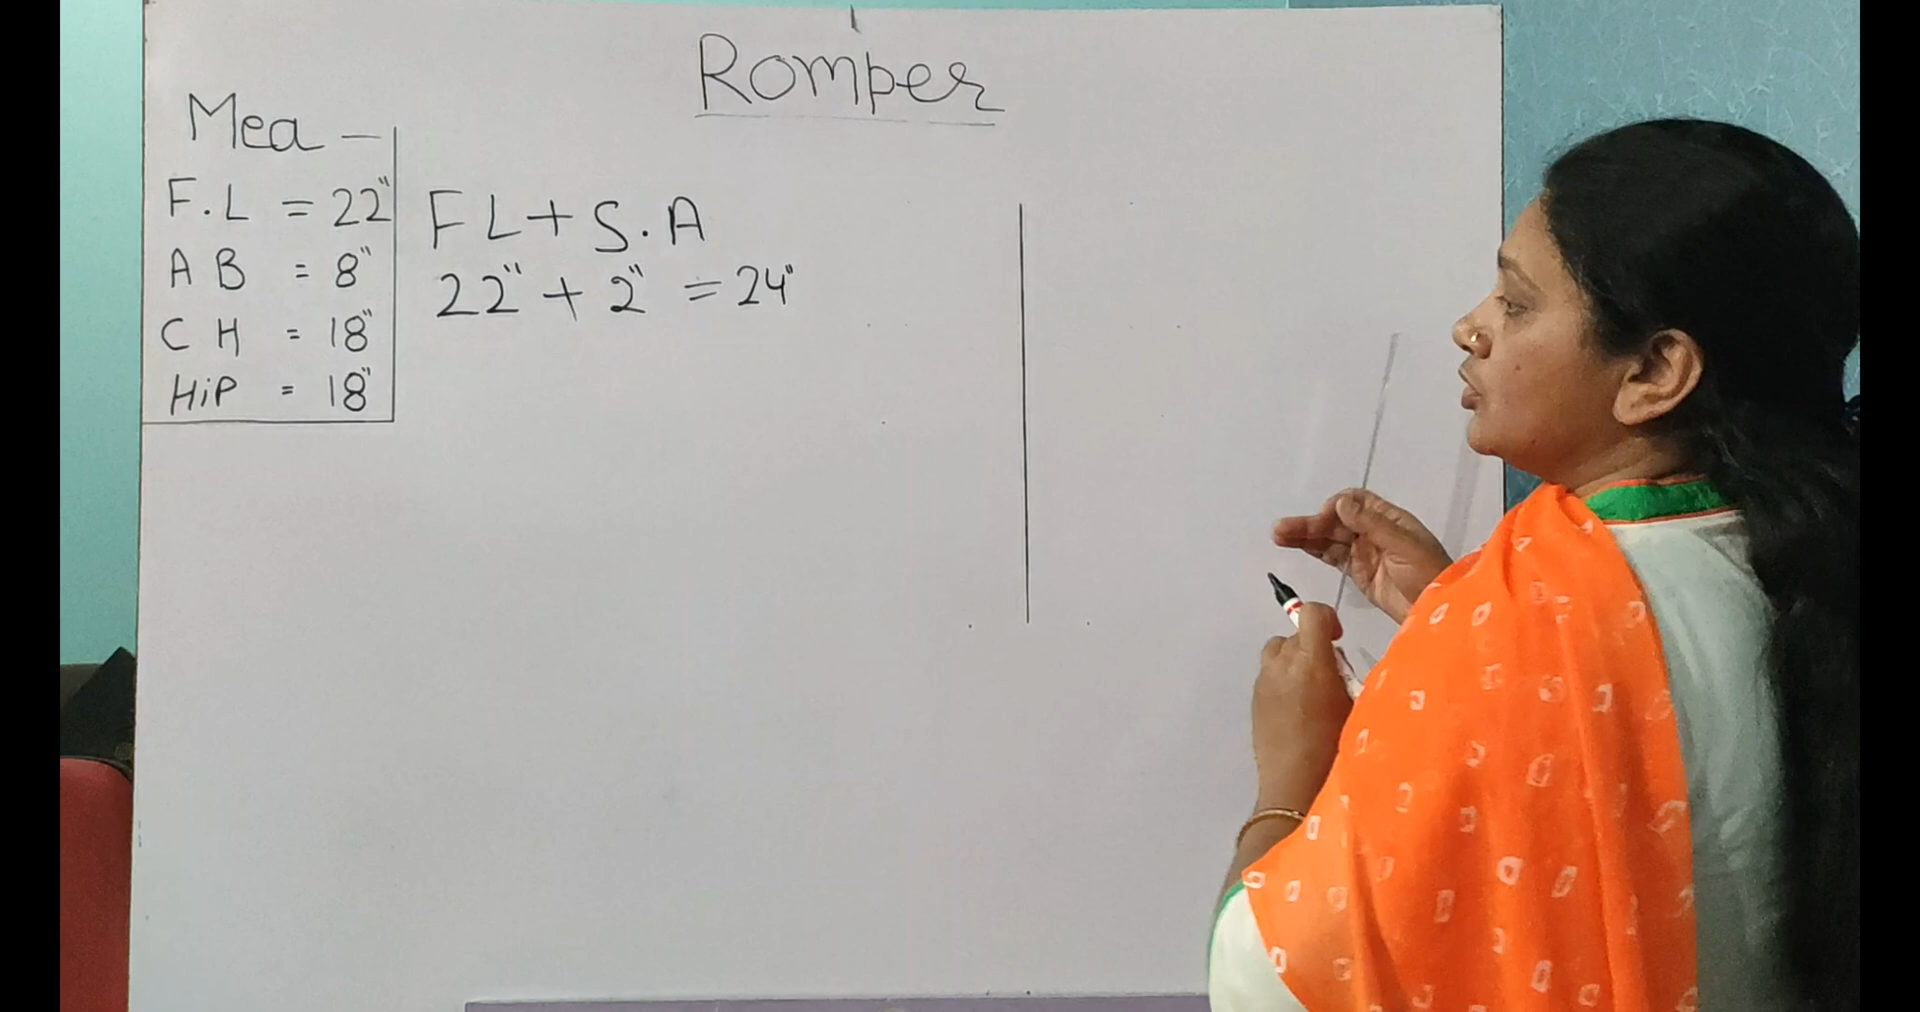 Romper
Mea -
F.L = 22"
A B = 8"
C H = 18"
HiP = 18"
F L + S.A
22" + 2" = 24"